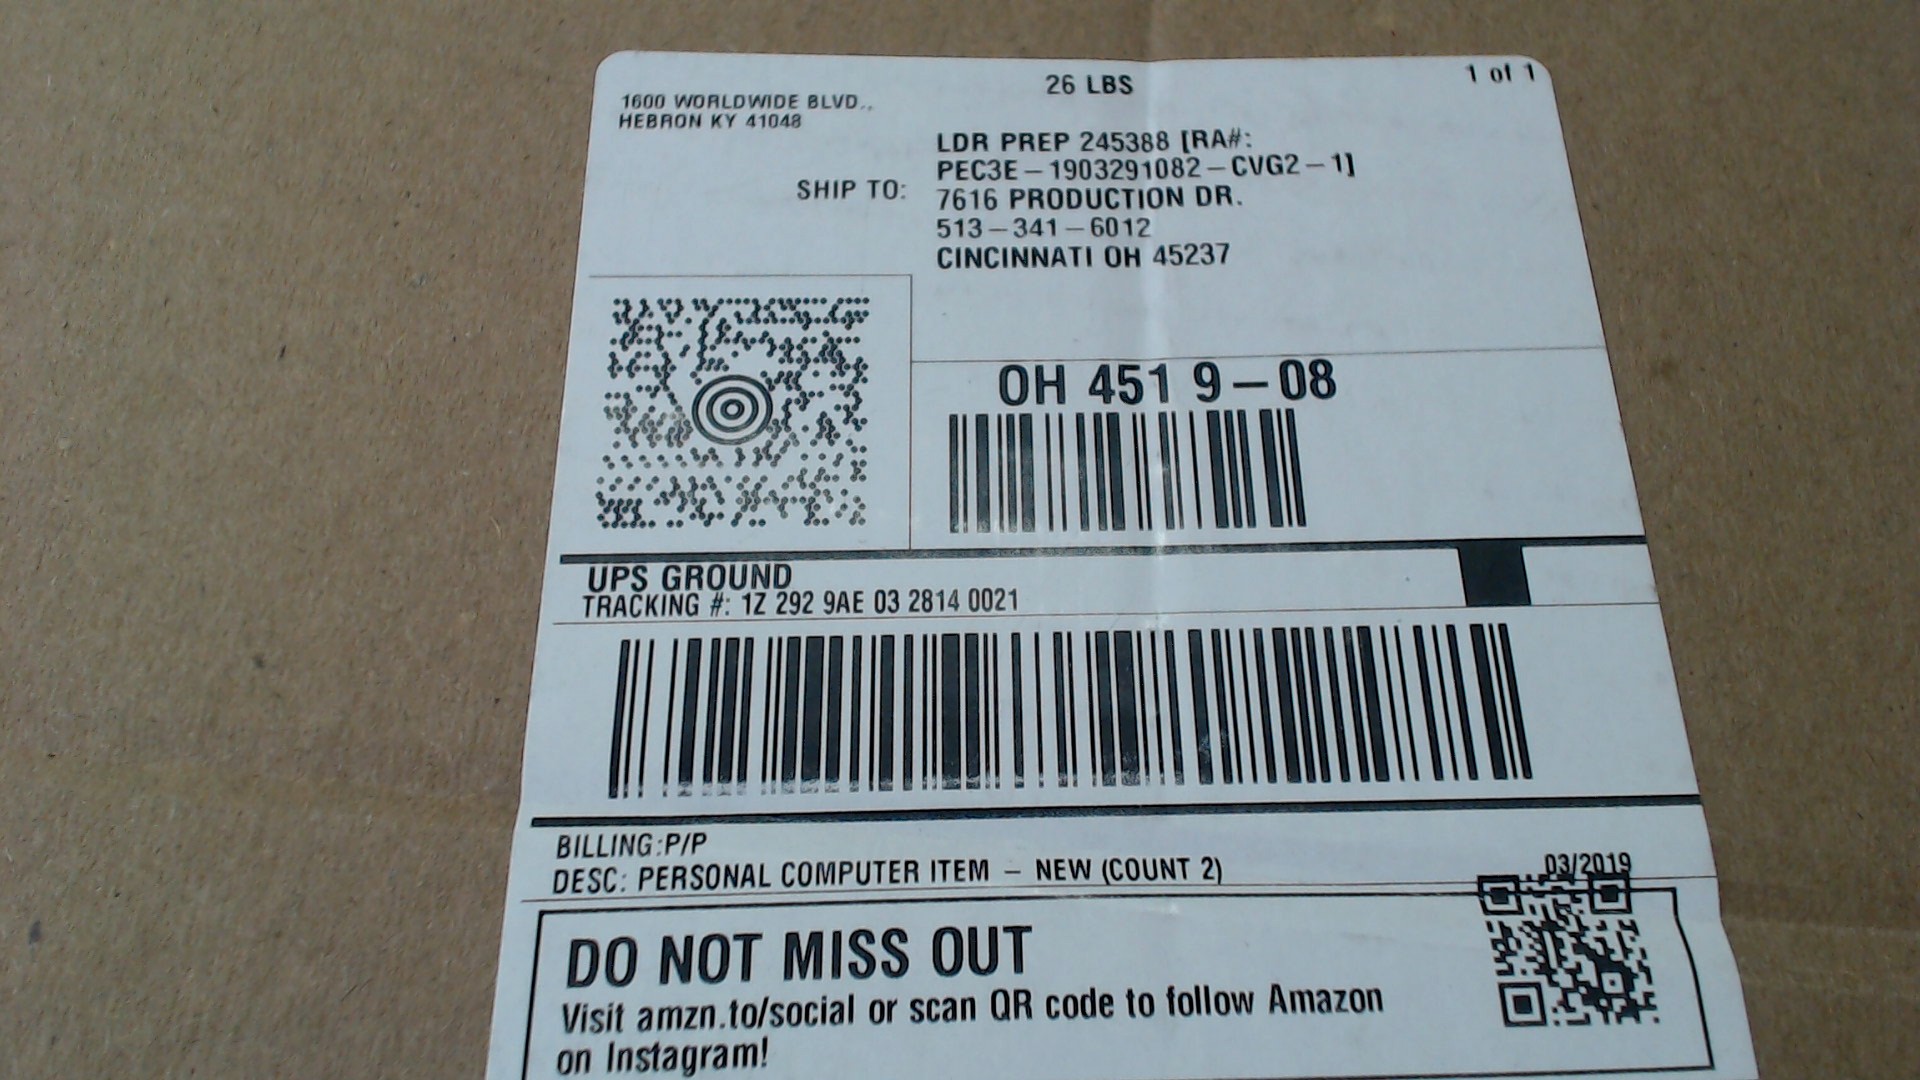 26 LBS
1 of 1
1600 WORLDWIDE BLVD.,
HEBRON KY 41048
SHIP TO:
LDR PREP 245388 [RA#:
PEC3E-1903291082-CVG2-1]
7616 PRODUCTION DR.
513-341-6012
CINCINNATI OH 45237
OH 451 9-08
UPS GROUND
TRACKING #: 1Z 292 9AE 03 2814 0021
BILLING:P/P
DESC: PERSONAL COMPUTER ITEM - NEW (COUNT 2)
03/2019
DO NOT MISS OUT
Visit amzn.to/social or scan QR code to follow Amazon
on Instagram!